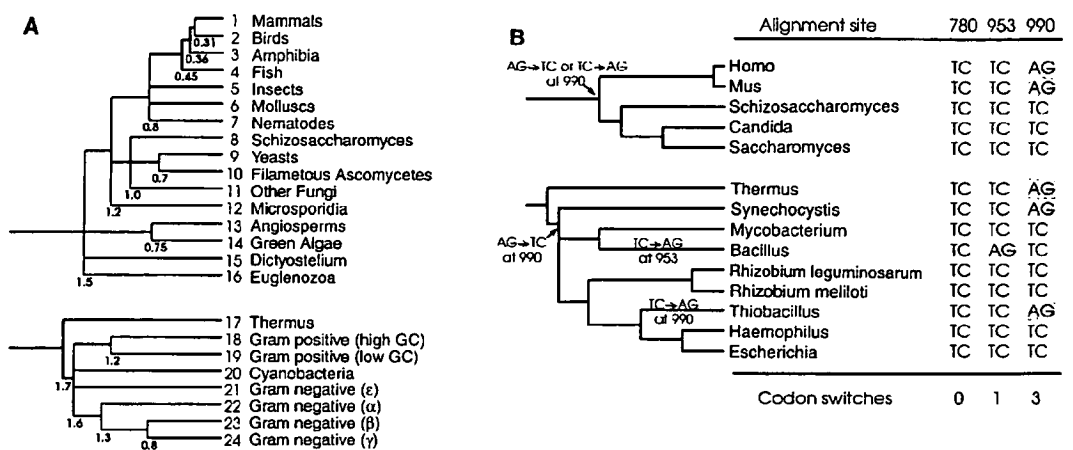 A
1 Mammals
0.31
2 Birds
0.36
3 Amphibia
0.45
4 Fish
5 Insects
6 Molluscs
7 Nematodes
0.8
8 Schizosaccharomyces
9 Yeasts
10 Filametous Ascomycetes
0.7
11 Other Fungi
1.0
12 Microsporidia
1.2
13 Angiosperms
14 Green Algae
0.75
15 Dictyostelium
16 Euglenozoa
1.5
17 Thermus
18 Gram positive (high GC)
19 Gram positive (low GC)
1.2
20 Cyanobacteria
1.7
21 Gram negative (ε)
22 Gram negative (α)
1.6
23 Gram negative (β)
1.3
24 Gram negative (γ)
0.8
B
Alignment site 780 953 990
AG→TC or TC→AG
at 990
Homo TC TC AG
Mus TC TC AG
Schizosaccharomyces TC TC TC
Candida TC TC TC
Saccharomyces TC TC TC
Thermus TC TC AG
Synechocystis TC TC AG
AG→TC
at 990
Mycobacterium TC TC TC
TC→AG
at 953
Bacillus TC AG TC
Rhizobium leguminosarum TC TC TC
Rhizobium meliloti TC TC TC
TC→AG
at 990
Thiobacillus TC TC AG
Haemophilus TC TC TC
Escherichia TC TC TC
Codon switches 0 1 3